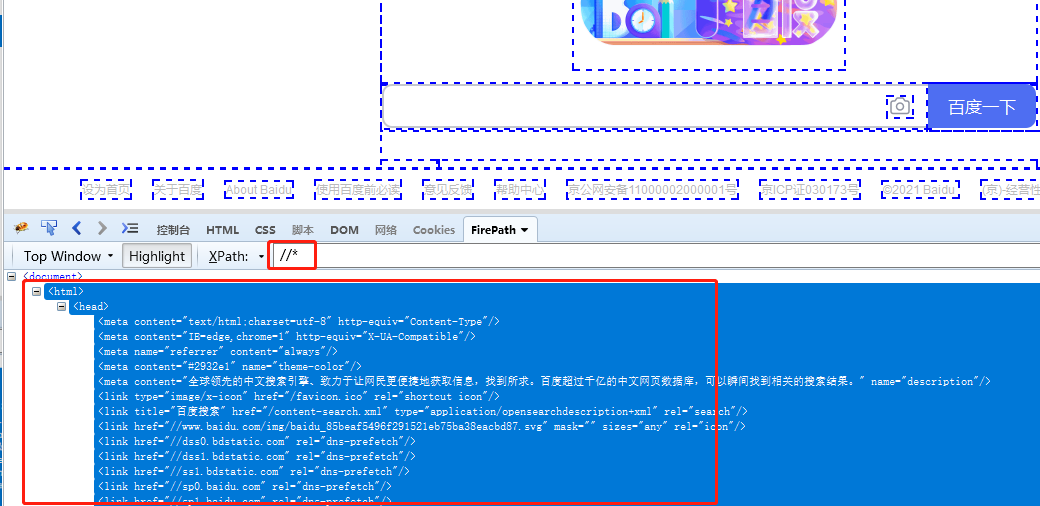 B
百度一下
设为首页 关于百度 About Baidu 使用百度前必读 意见反馈 帮助中心 京公网安备11000002000001号 京ICP证030173号 ©2021 Baidu (京)-经营性
控制台 HTML CSS 脚本 DOM 网络 Cookies FirePath
Top Window Highlight XPath: //*
<document>
<html>
<head>
<meta content="text/html;charset=utf-8" http-equiv="Content-Type"/>
<meta content="IE=edge,chrome=1" http-equiv="X-UA-Compatible"/>
<meta name="referrer" content="always"/>
<meta content="#2932e1" name="theme-color"/>
<meta content="全球领先的中文搜索引擎、致力于让网民更便捷地获取信息，找到所求。百度超过千亿的中文网页数据库，可以瞬间找到相关的搜索结果。" name="description"/>
<link type="image/x-icon" href="/favicon.ico" rel="shortcut icon"/>
<link title="百度搜索" href="/content-search.xml" type="application/opensearchdescription+xml" rel="search"/>
<link href="//www.baidu.com/img/baidu_85beaf5496f291521eb75ba38eacbd87.svg" mask="" sizes="any" rel="icon"/>
<link href="//dss0.bdstatic.com" rel="dns-prefetch"/>
<link href="//dss1.bdstatic.com" rel="dns-prefetch"/>
<link href="//ss1.bdstatic.com" rel="dns-prefetch"/>
<link href="//sp0.baidu.com" rel="dns-prefetch"/>
<link href="//sp1.baidu.com" rel="dns-prefetch"/>